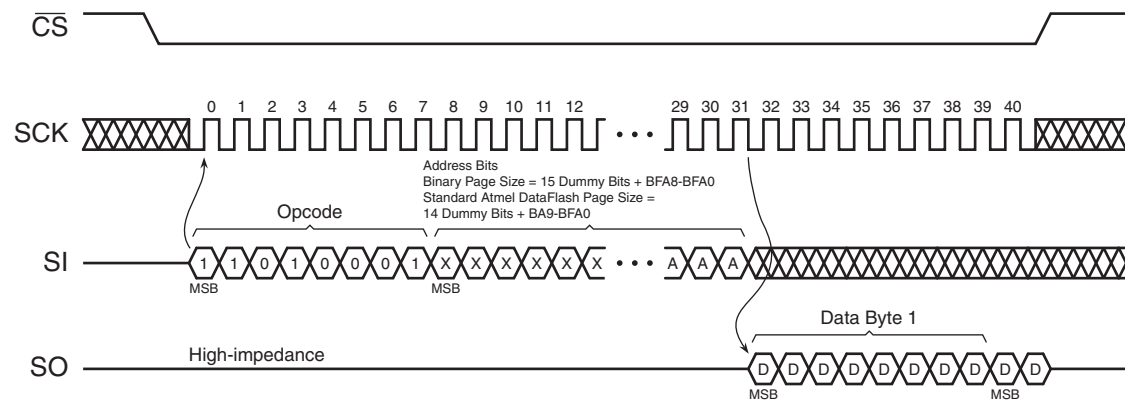 CS
0 1 2 3 4 5 6 7 8 9 10 11 12 29 30 31 32 33 34 35 36 37 38 39 40
SCK
Address Bits
Binary Page Size = 15 Dummy Bits + BFA8-BFA0
Standard Atmel DataFlash Page Size =
14 Dummy Bits + BA9-BFA0
Opcode
SI 1 1 0 1 0 0 0 1 X X X X X X A A A
MSB MSB
Data Byte 1
High-impedance
SO D D D D D D D D D D
MSB MSB